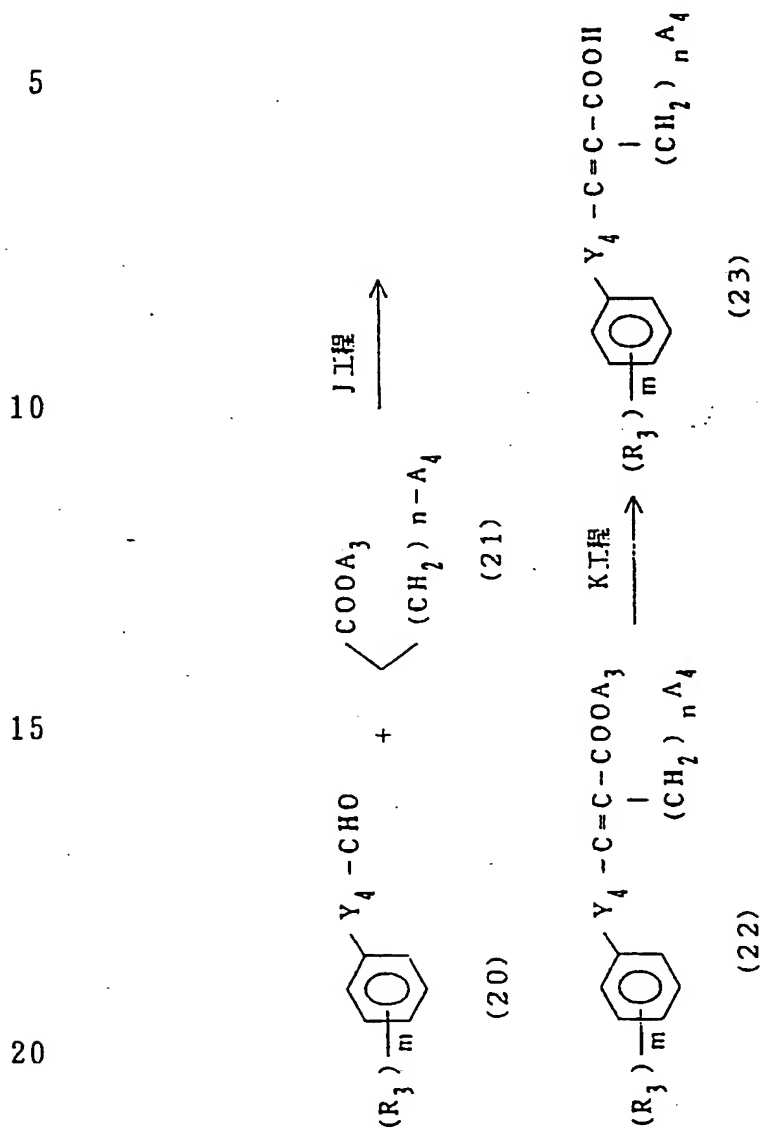 5
10
15
20
(R₃)m Y₄ -CHO + COOA₃ (CH₂) n-A₄ J工程
(20) (21)
(R₃)m Y₄ -C=C-COOA₃ K工程 (R₃)m Y₄ -C=C-COOH
(CH₂) nA₄ (CH₂) nA₄
(22) (23)